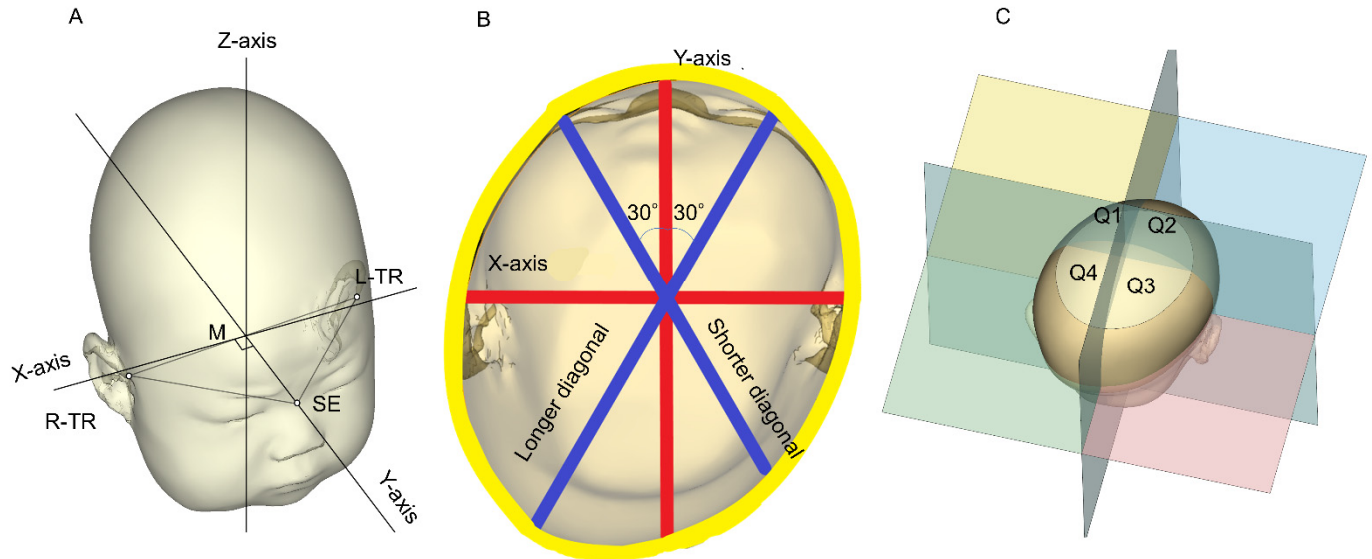 A
Z-axis
L-TR
M
X-axis
SE
R-TR
Y-axis
B
Y-axis
30°
30°
X-axis
Longer diagonal
Shorter diagonal
C
Q1
Q2
Q4
Q3